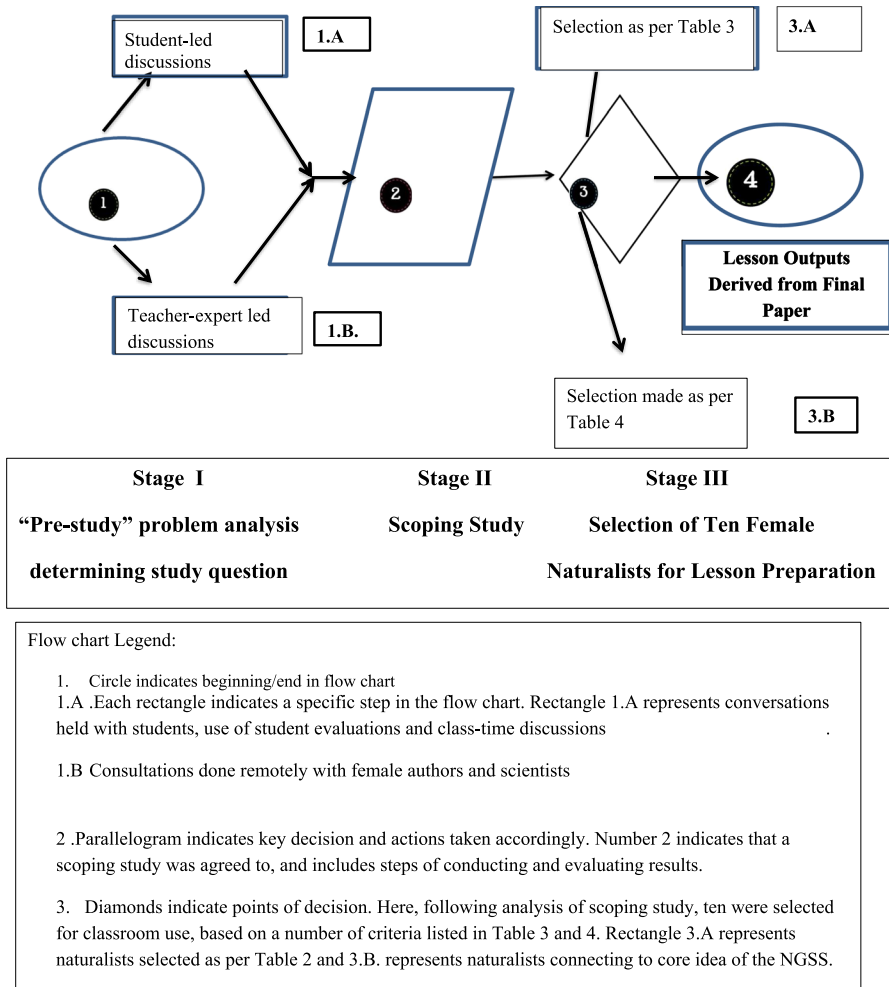 Student-led
discussions
1.A
Selection as per Table 3
3.A
1
2
3
4
Lesson Outputs
Derived from Final
Paper
Teacher-expert led
discussions
1.B.
Selection made as per
Table 4
3.B
Stage I
Stage II
Stage III
“Pre-study” problem analysis
Scoping Study
Selection of Ten Female
determining study question
Naturalists for Lesson Preparation
Flow chart Legend:
1. Circle indicates beginning/end in flow chart
1.A .Each rectangle indicates a specific step in the flow chart. Rectangle 1.A represents conversations
held with students, use of student evaluations and class-time discussions .
1.B Consultations done remotely with female authors and scientists
2 .Parallelogram indicates key decision and actions taken accordingly. Number 2 indicates that a
scoping study was agreed to, and includes steps of conducting and evaluating results.
3. Diamonds indicate points of decision. Here, following analysis of scoping study, ten were selected
for classroom use, based on a number of criteria listed in Table 3 and 4. Rectangle 3.A represents
naturalists selected as per Table 2 and 3.B. represents naturalists connecting to core idea of the NGSS.